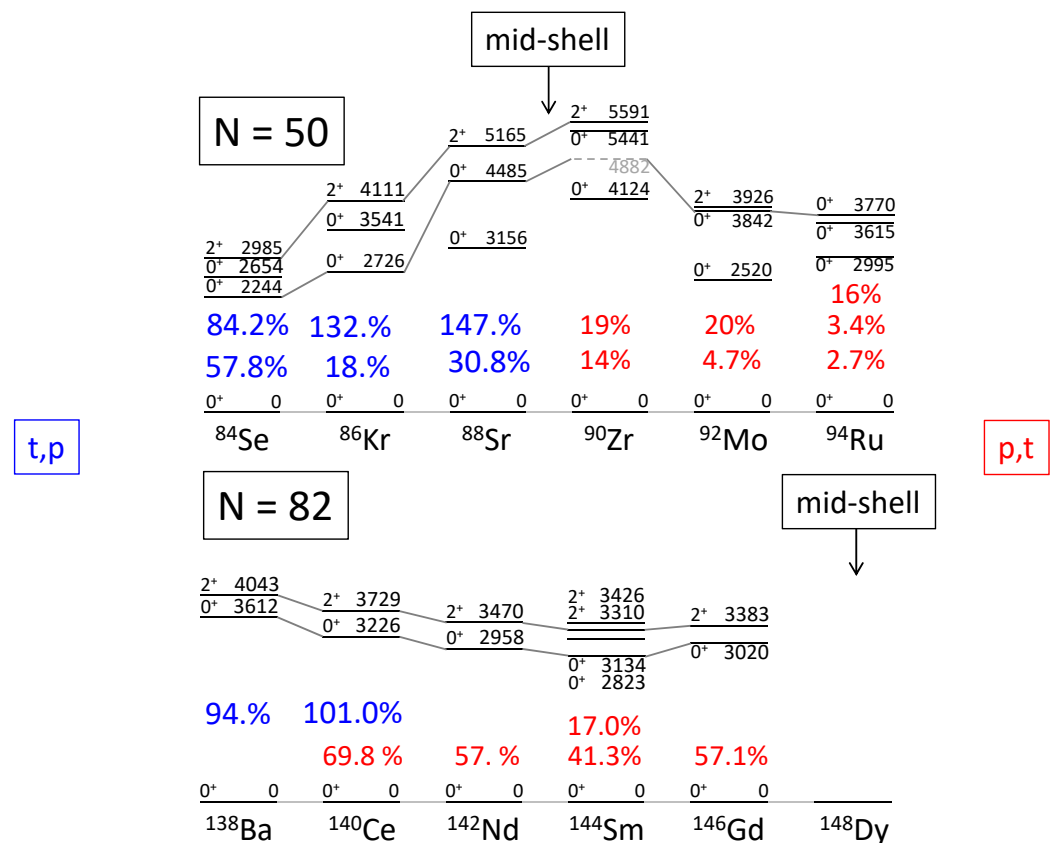 mid-shell
N = 50
2+ 5591
0+ 5441
4882
0+ 4124
2+ 5165
0+ 4485
0+ 3156
2+ 4111
0+ 3541
0+ 2726
2+ 2985
0+ 2654
0+ 2244
2+ 3926
0+ 3842
0+ 2520
0+ 3770
0+ 3615
0+ 2995
16%
84.2% 132.% 147.% 19% 20% 3.4%
57.8% 18.% 30.8% 14% 4.7% 2.7%
0+ 0 0+ 0 0+ 0 0+ 0 0+ 0 0+ 0
84Se 86Kr 88Sr 90Zr 92Mo 94Ru
t,p
p,t
N = 82
mid-shell
2+ 4043
0+ 3612
2+ 3729
0+ 3226
2+ 3470
0+ 2958
2+ 3426
2+ 3310
0+ 3134
0+ 2823
2+ 3383
0+ 3020
94.% 101.0% 17.0%
69.8 % 57. % 41.3% 57.1%
0+ 0 0+ 0 0+ 0 0+ 0 0+ 0
138Ba 140Ce 142Nd 144Sm 146Gd 148Dy